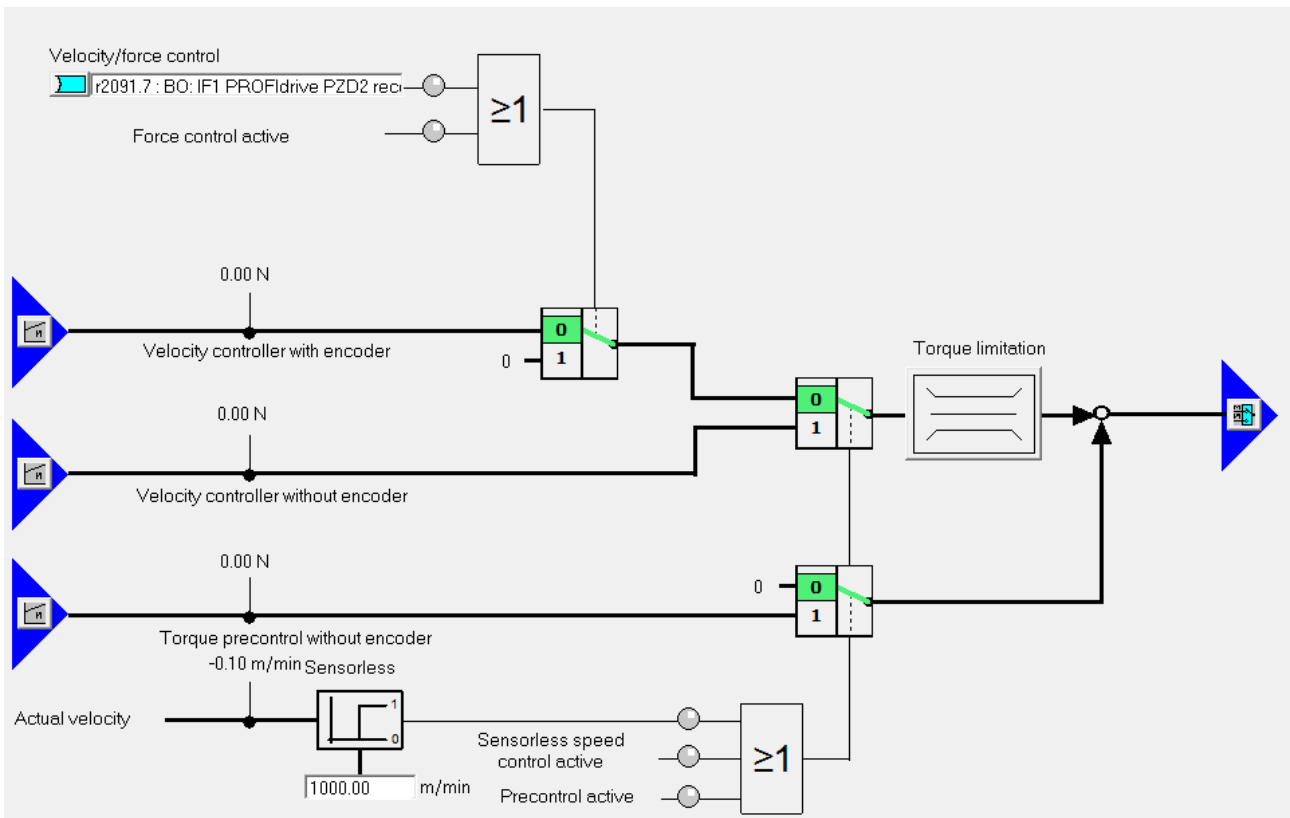 Velocity/force control
r2091.7 : BO: IF1 PROFIdrive PZD2 rec
≥1
Force control active
0.00 N
0
Velocity controller with encoder
0
1
Torque limitation
0.00 N
0
1
Velocity controller without encoder
0.00 N
0
0
1
Torque precontrol without encoder
-0.10 m/min
Sensorless
1
Actual velocity
0
Sensorless speed
control active
≥1
1000.00
m/min
Precontrol active